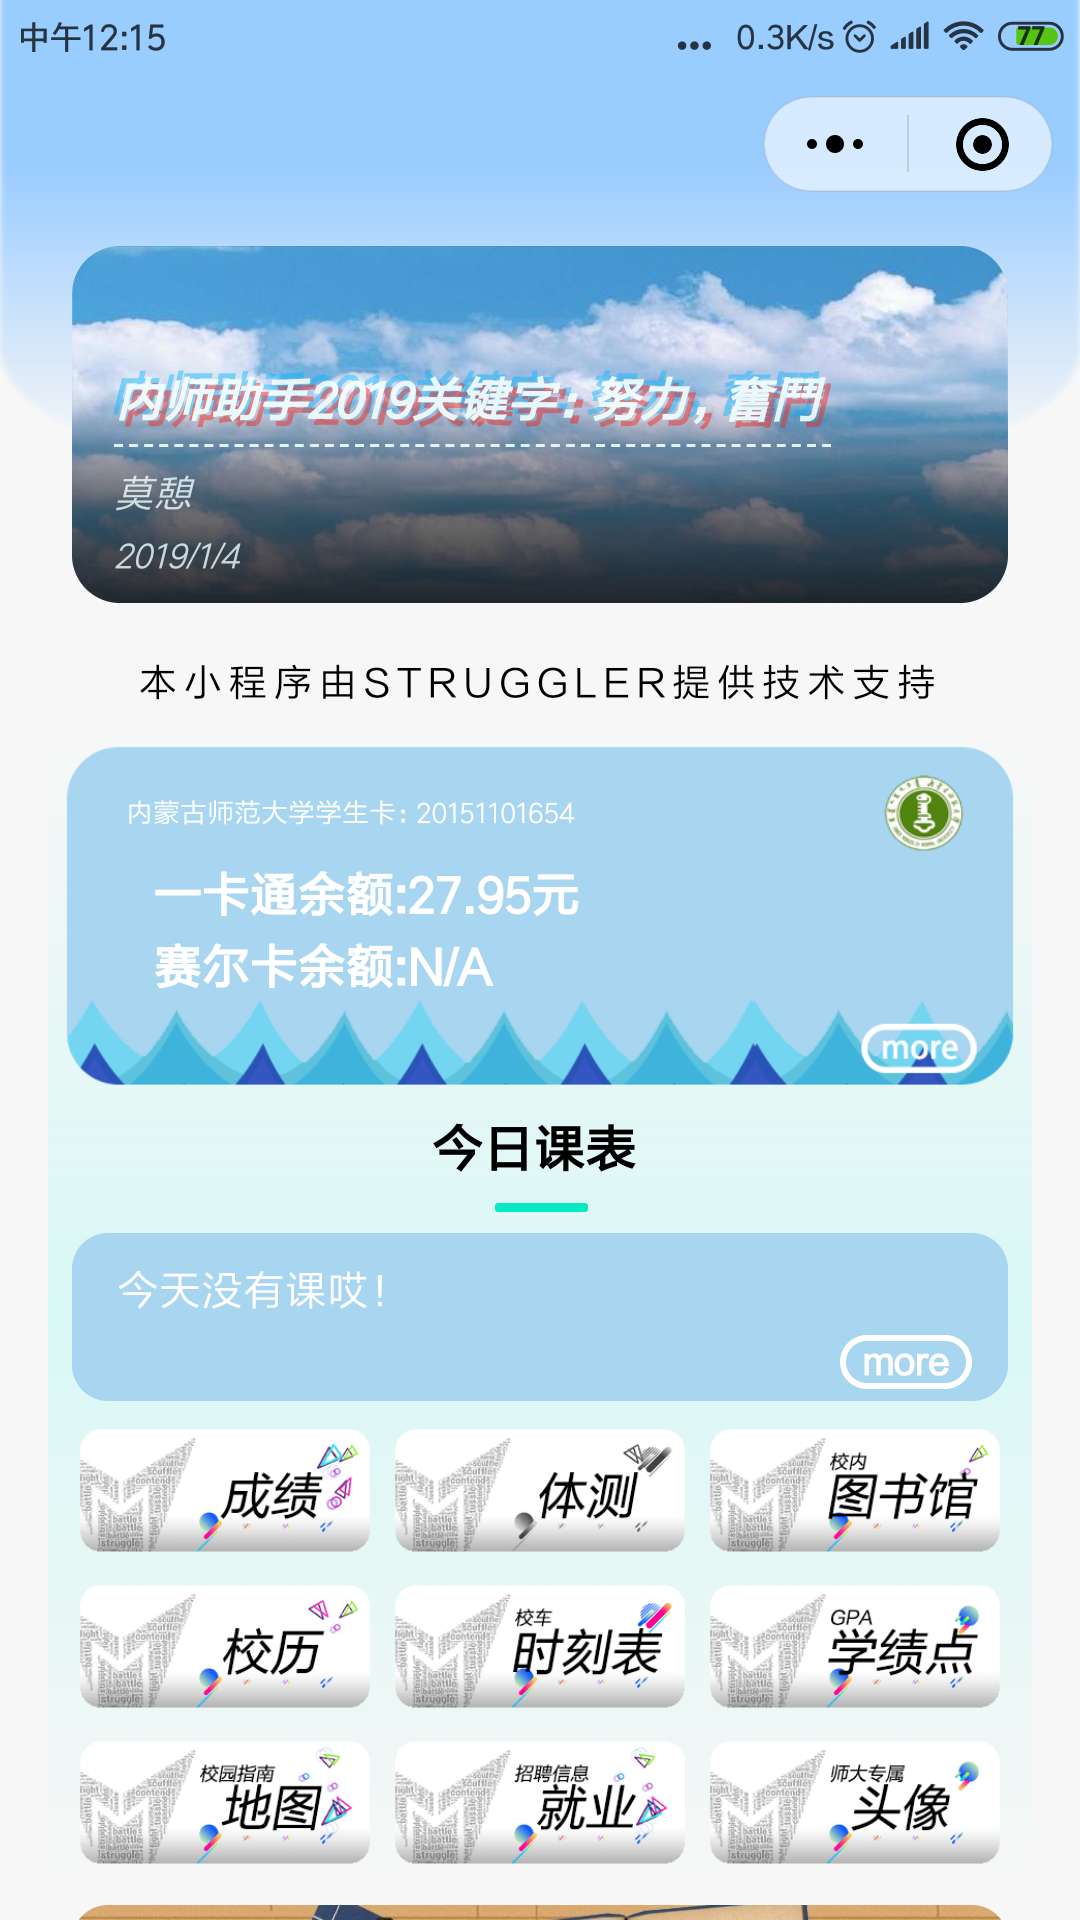 中午12:15
0.3K/s
77
内师助手2019关键字：努力，奮鬥
莫憩
2019/1/4
本小程序由STRUGGLER提供技术支持
内蒙古师范大学学生卡：20151101654
一卡通余额:27.95元
赛尔卡余额:N/A
more
今日课表
今天没有课哎！
more
成绩
体测
校内
图书馆
校历
校车
时刻表
GPA
学绩点
校园指南
地图
招聘信息
就业
师大专属
头像